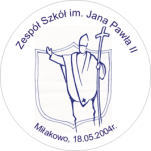 Zespół Szkół im. Jana Pawła II
Miłakowo, 18.05.2004r.